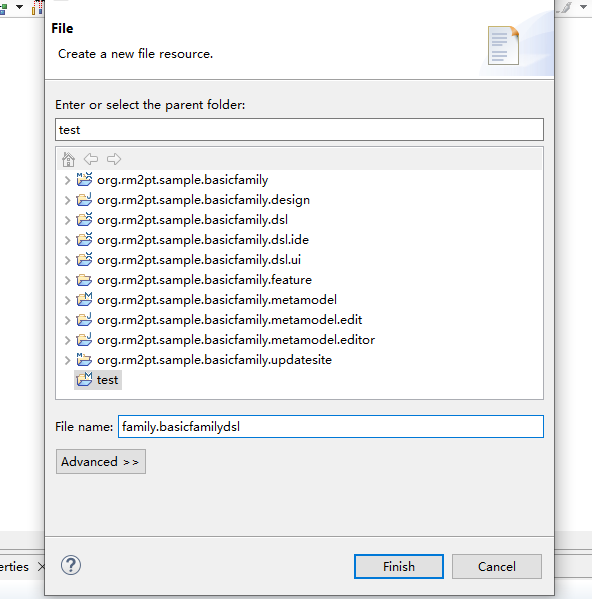 File
Create a new file resource.
Enter or select the parent folder:
test
org.rm2pt.sample.basicfamily
org.rm2pt.sample.basicfamily.design
org.rm2pt.sample.basicfamily.dsl
org.rm2pt.sample.basicfamily.dsl.ide
org.rm2pt.sample.basicfamily.dsl.ui
org.rm2pt.sample.basicfamily.feature
org.rm2pt.sample.basicfamily.metamodel
org.rm2pt.sample.basicfamily.metamodel.edit
org.rm2pt.sample.basicfamily.metamodel.editor
org.rm2pt.sample.basicfamily.updatesite
test
File name: family.basicfamilydsl
Advanced >>
erties
? Finish Cancel